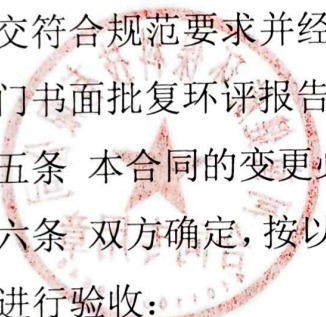 交符合规范要求并经
门书面批复环评报告
五条 本合同的变更
六条 双方确定，按以
进行验收：